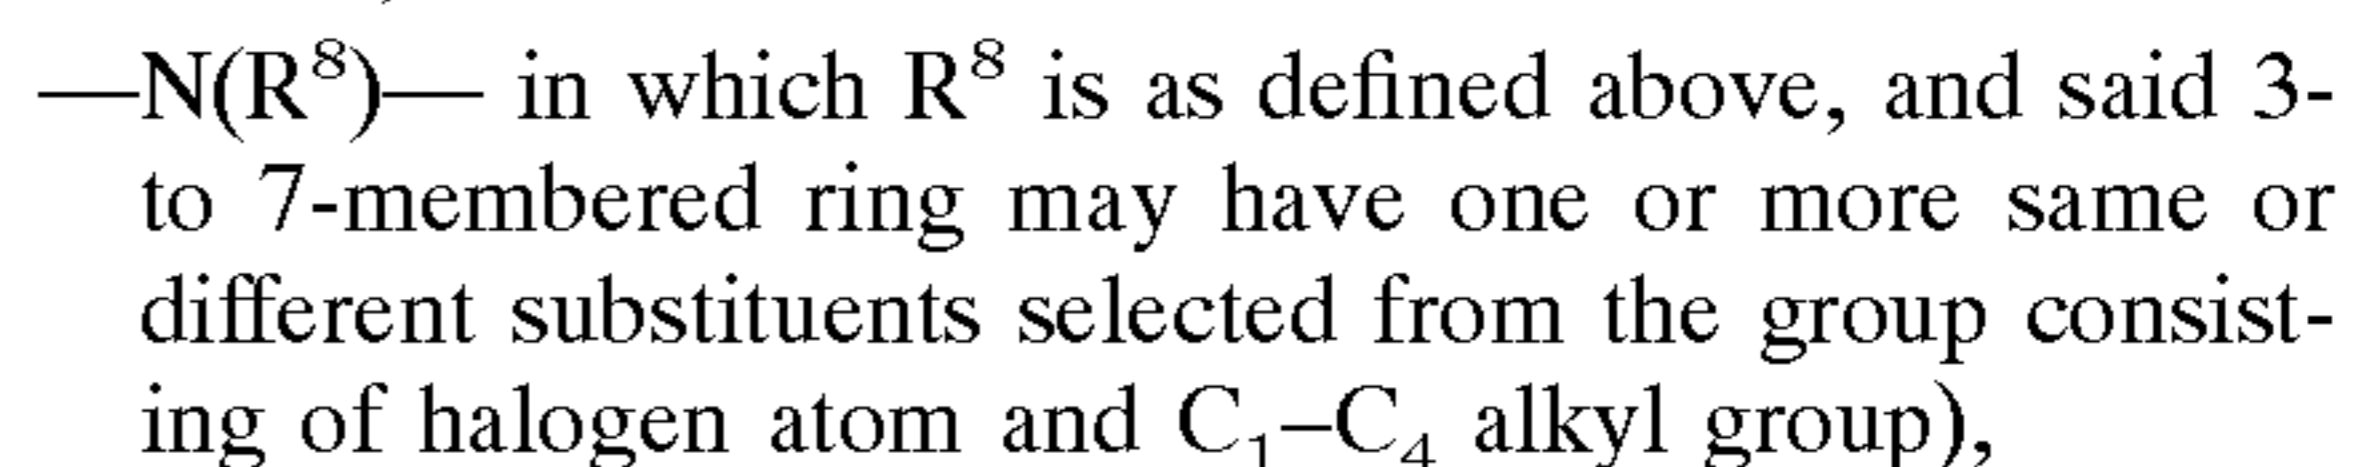 —N(R⁸)— in which R⁸ is as defined above, and said 3-
to 7-membered ring may have one or more same or
different substituents selected from the group consist-
ing of halogen atom and C₁–C₄ alkyl group),